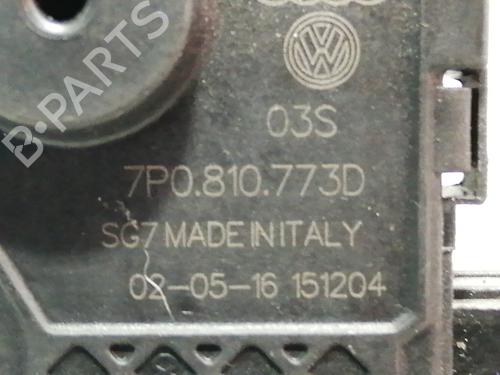 03S
7P0.810.773D
SG7 MADE IN ITALY
02-05-16 151204
B-PARTS